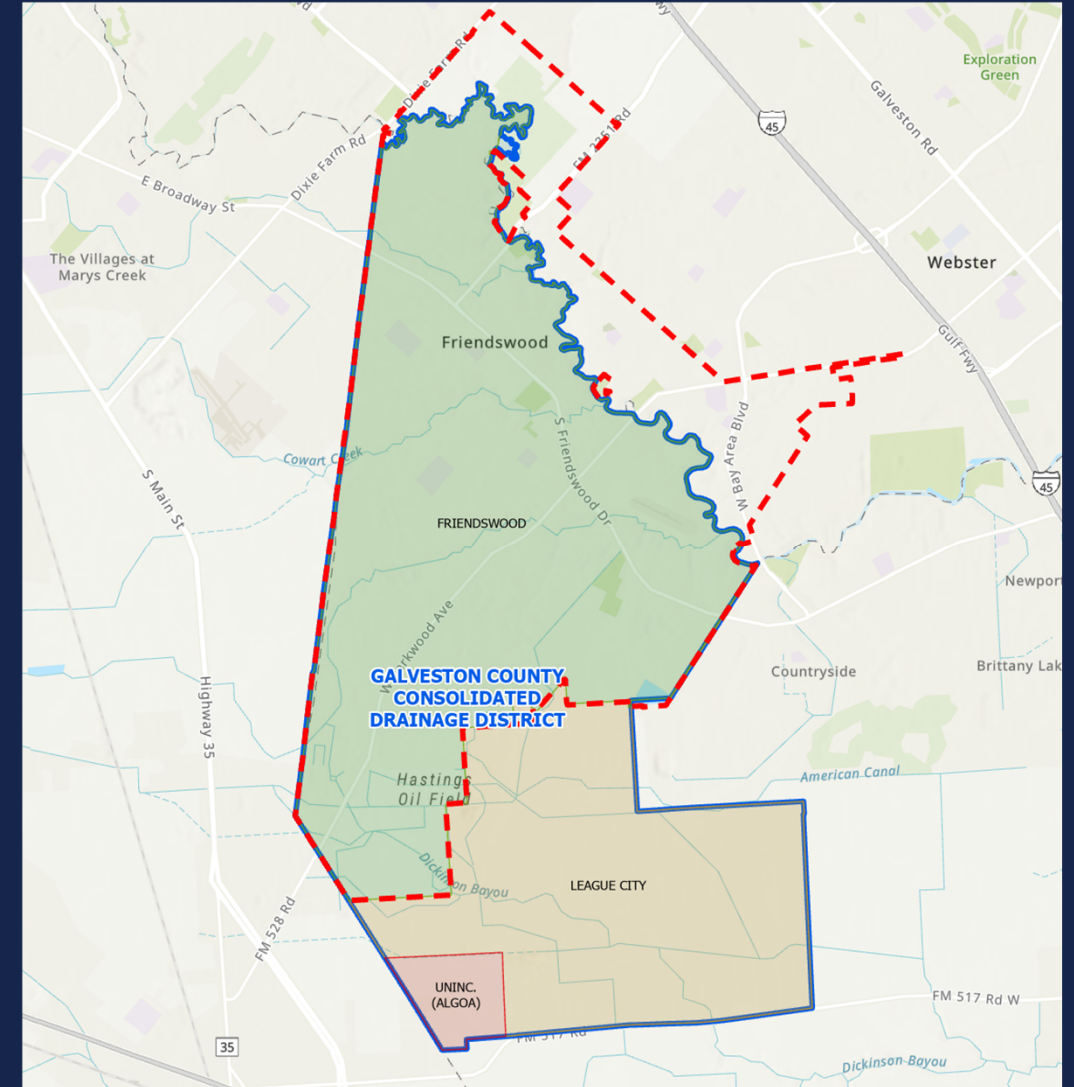 Dixie Farm Rd
Exploration
Green
Galveston Rd
45
FM 2351 Rd
Dixie Farm Rd
E Broadway St
The Villages at
Marys Creek
Webster
Gulf Fwy
Friendswood
W Bay Area Blvd
S Friendswood Dr
Cowart Creek
S Main St
45
FRIENDSWOOD
Newport
GALVESTON COUNTY
CONSOLIDATED
DRAINAGE DISTRICT
Countryside
Brittany Lak
Highway 35
Hastings
Oil Field
American Canal
Dickinson Bayou
LEAGUE CITY
FM 528 Rd
UNINC.
(ALGOA)
FM 517 Rd W
FM 517 Rd
35
Dickinson Bayou